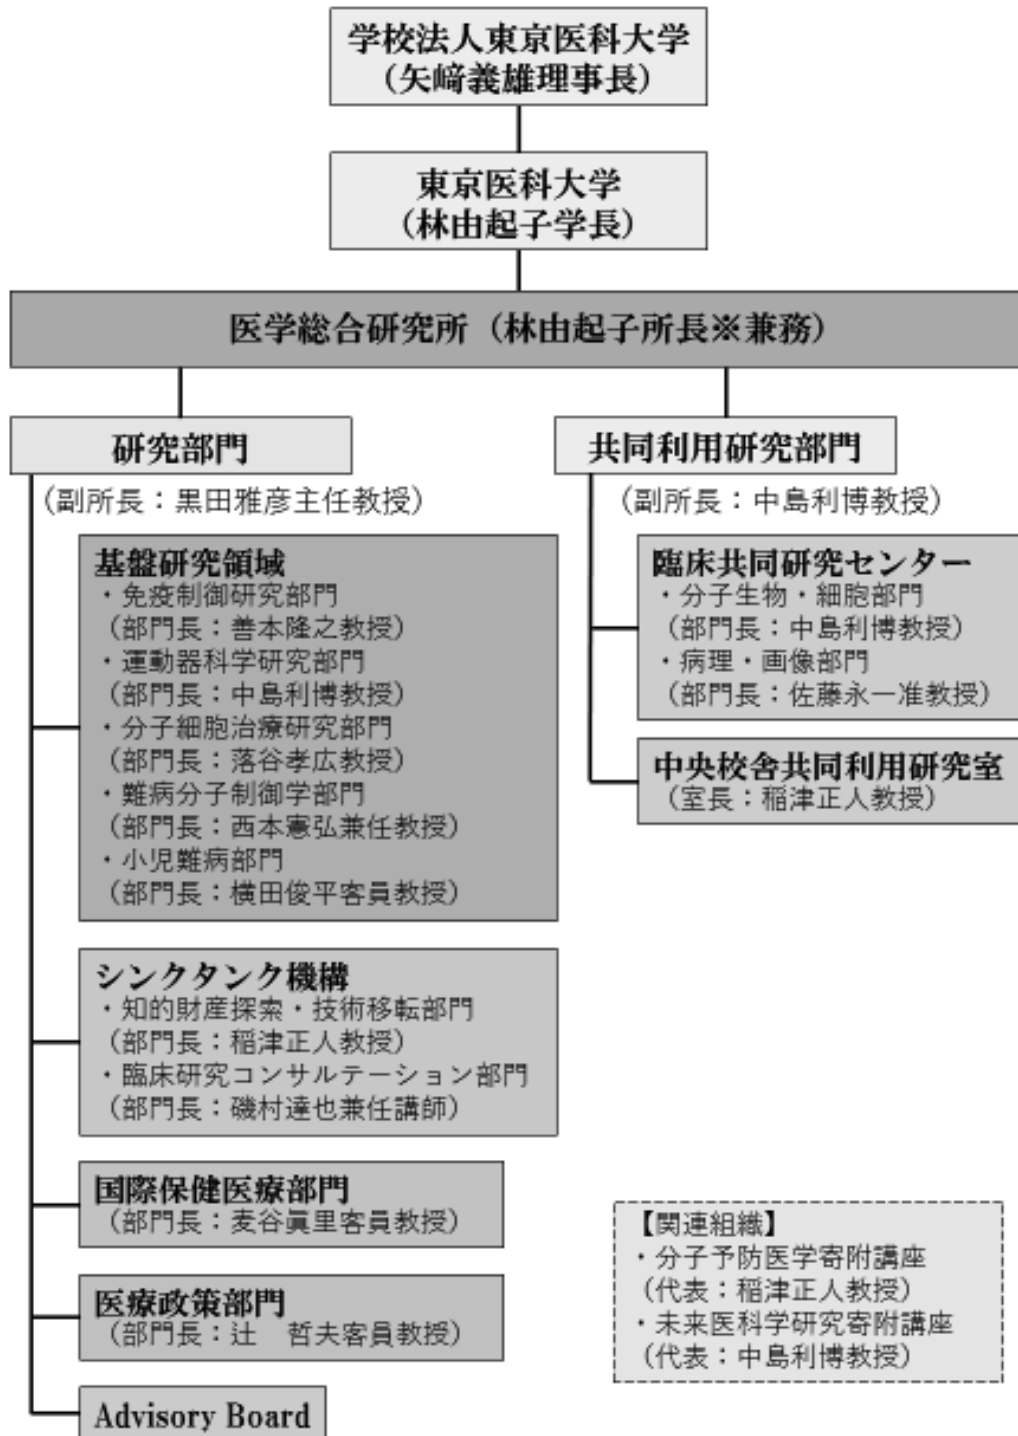 学校法人東京医科大学
（矢﨑義雄理事長）
東京医科大学
（林由起子学長）
医学総合研究所（林由起子所長※兼務）
研究部門
（副所長：黒田雅彦主任教授）
基盤研究領域
・免疫制御研究部門
（部門長：善本隆之教授）
・運動器科学研究部門
（部門長：中島利博教授）
・分子細胞治療研究部門
（部門長：落谷孝広教授）
・難病分子制御学部門
（部門長：西本憲弘兼任教授）
・小児難病部門
（部門長：横田俊平客員教授）
シンクタンク機構
・知的財産探索・技術移転部門
（部門長：稲津正人教授）
・臨床研究コンサルテーション部門
（部門長：磯村達也兼任講師）
国際保健医療部門
（部門長：麦谷眞里客員教授）
医療政策部門
（部門長：辻　哲夫客員教授）
Advisory Board
共同利用研究部門
（副所長：中島利博教授）
臨床共同研究センター
・分子生物・細胞部門
（部門長：中島利博教授）
・病理・画像部門
（部門長：佐藤永一准教授）
中央校舎共同利用研究室
（室長：稲津正人教授）
【関連組織】
・分子予防医学寄附講座
（代表：稲津正人教授）
・未来医科学研究寄附講座
（代表：中島利博教授）